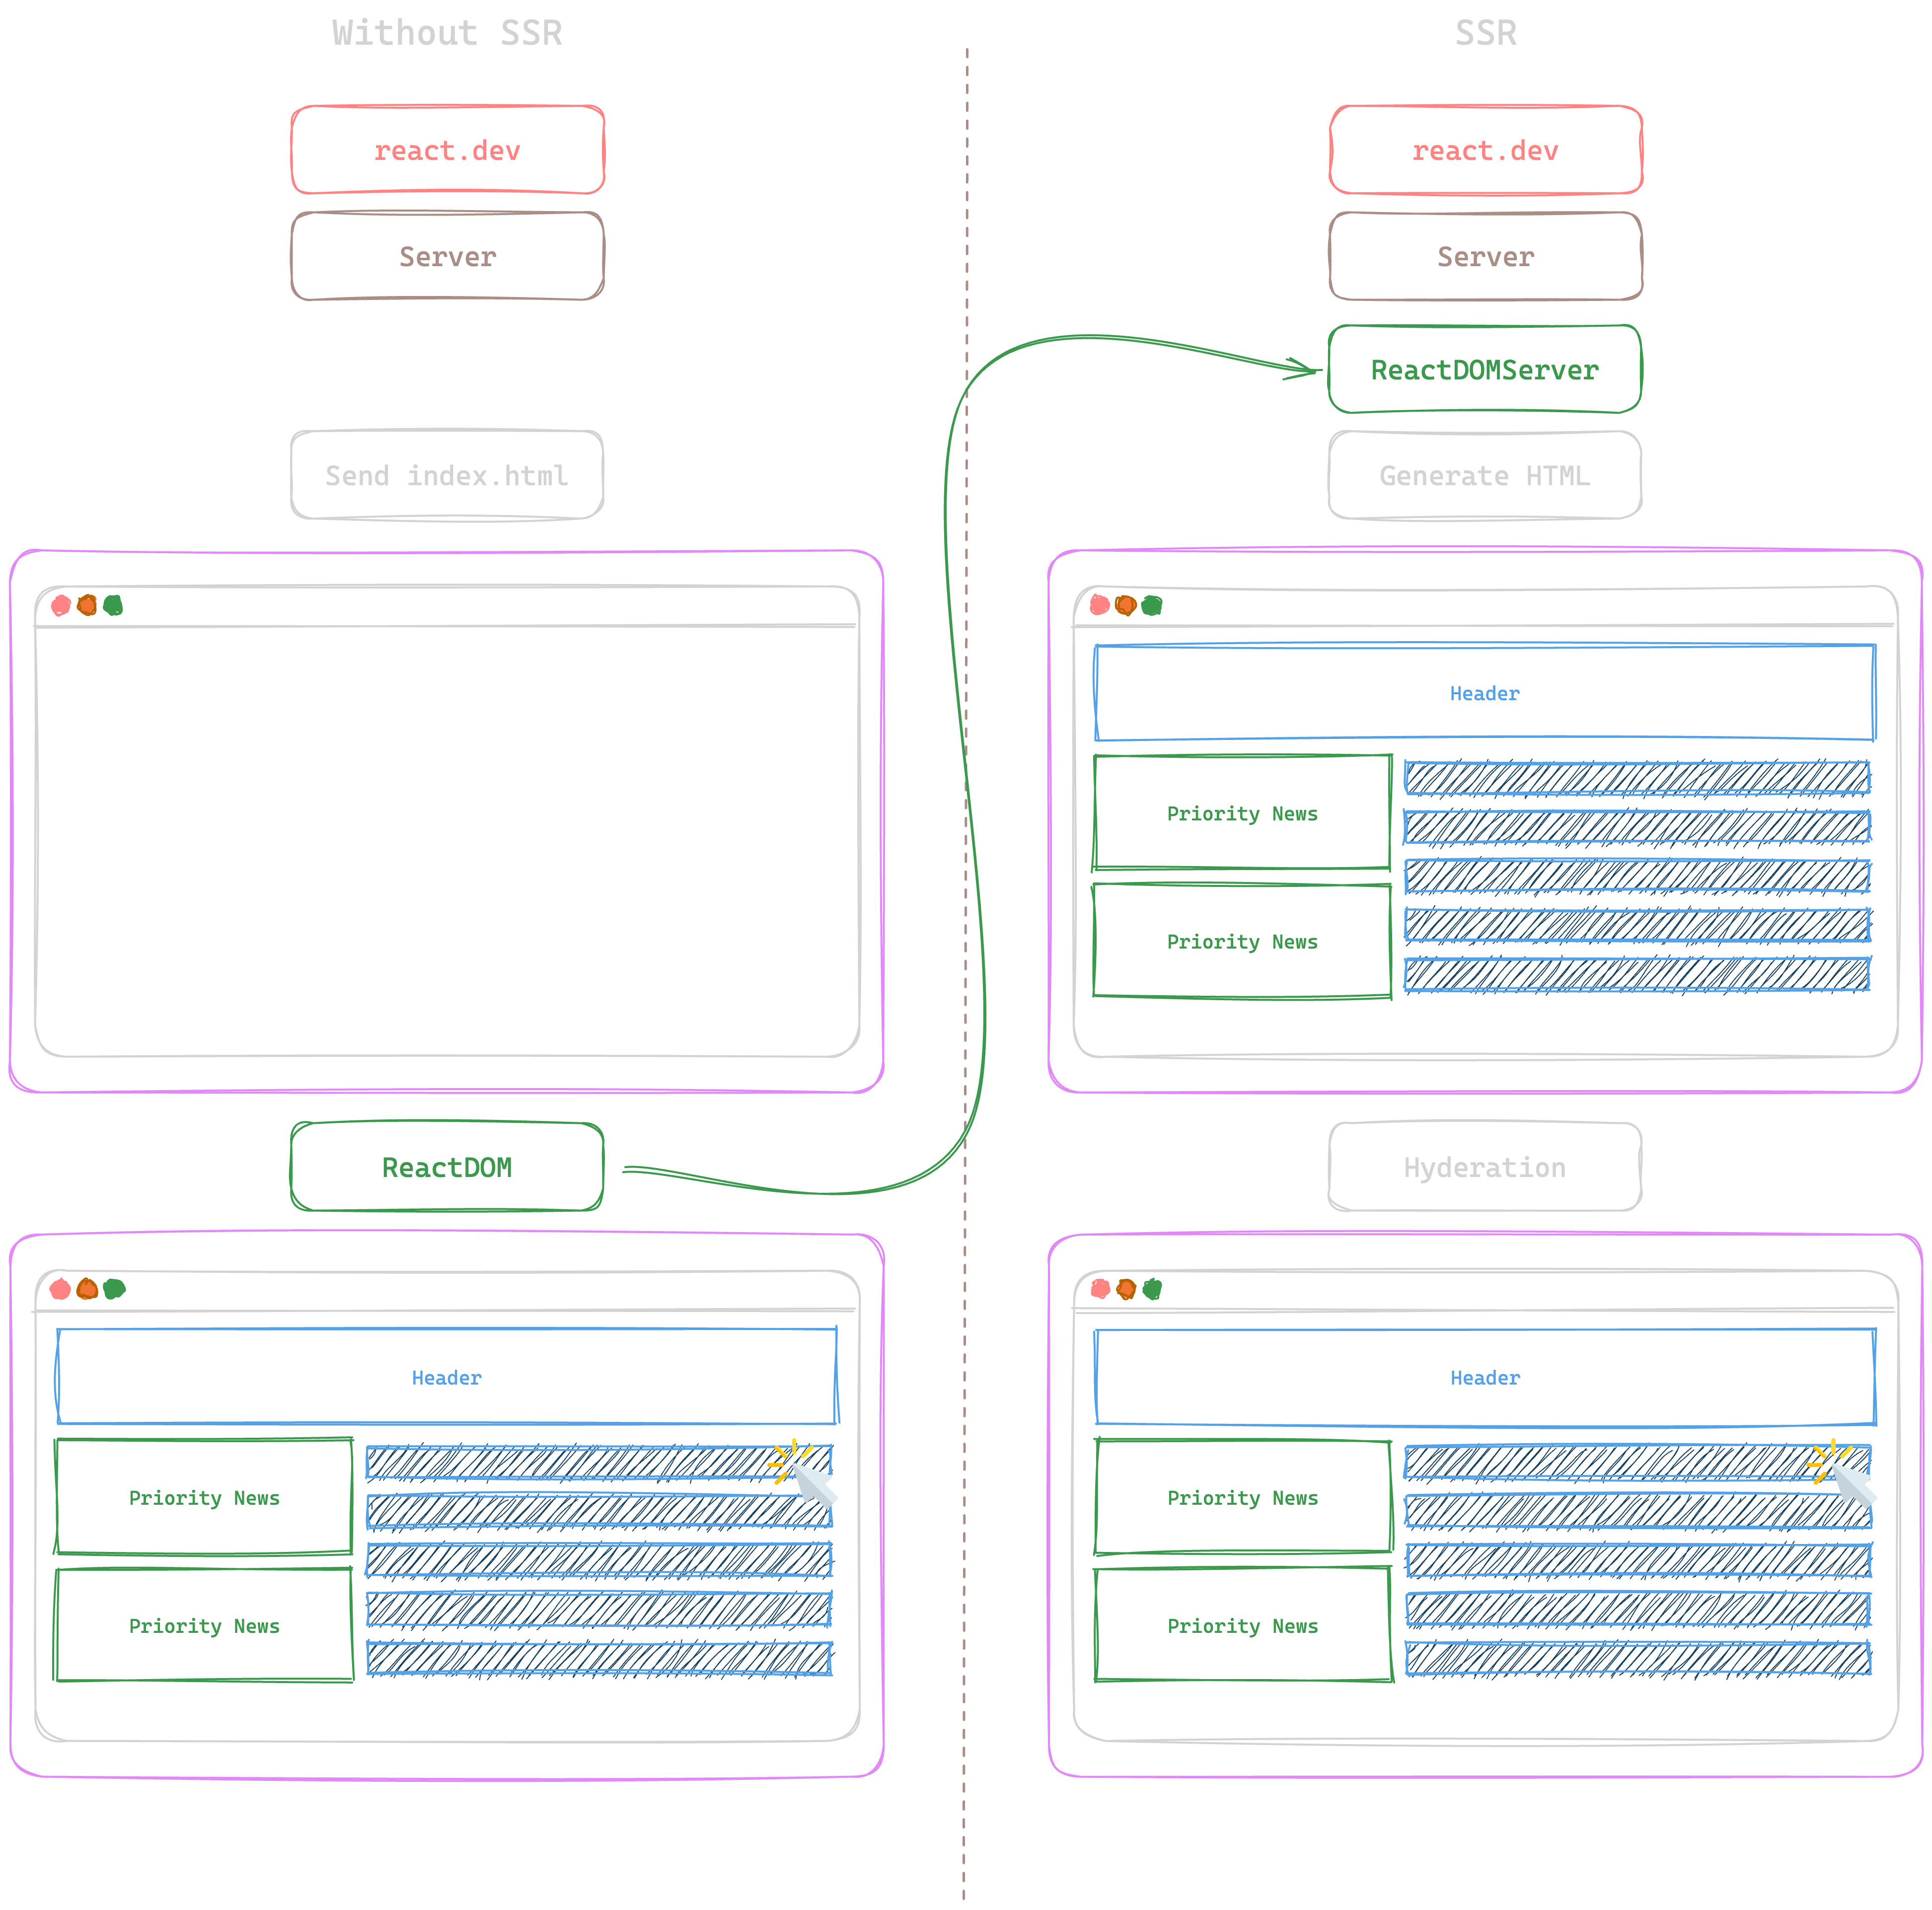 Without SSR
react.dev
Server
Send index.html
ReactDOM
Header
Priority News
Priority News
SSR
react.dev
Server
ReactDOMServer
Generate HTML
Header
Priority News
Priority News
Hyderation
Header
Priority News
Priority News